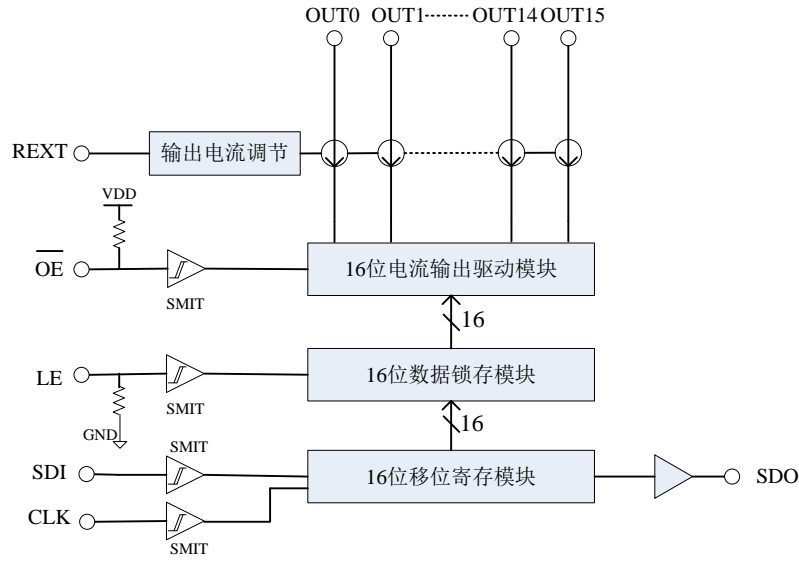 OUT0 OUT1 OUT14 OUT15
REXT 输出电流调节
VDD
OE 16位电流输出驱动模块
SMIT
16
LE 16位数据锁存模块
SMIT
16
GND
SMIT
SDI 16位移位寄存模块 SDO
CLK
SMIT